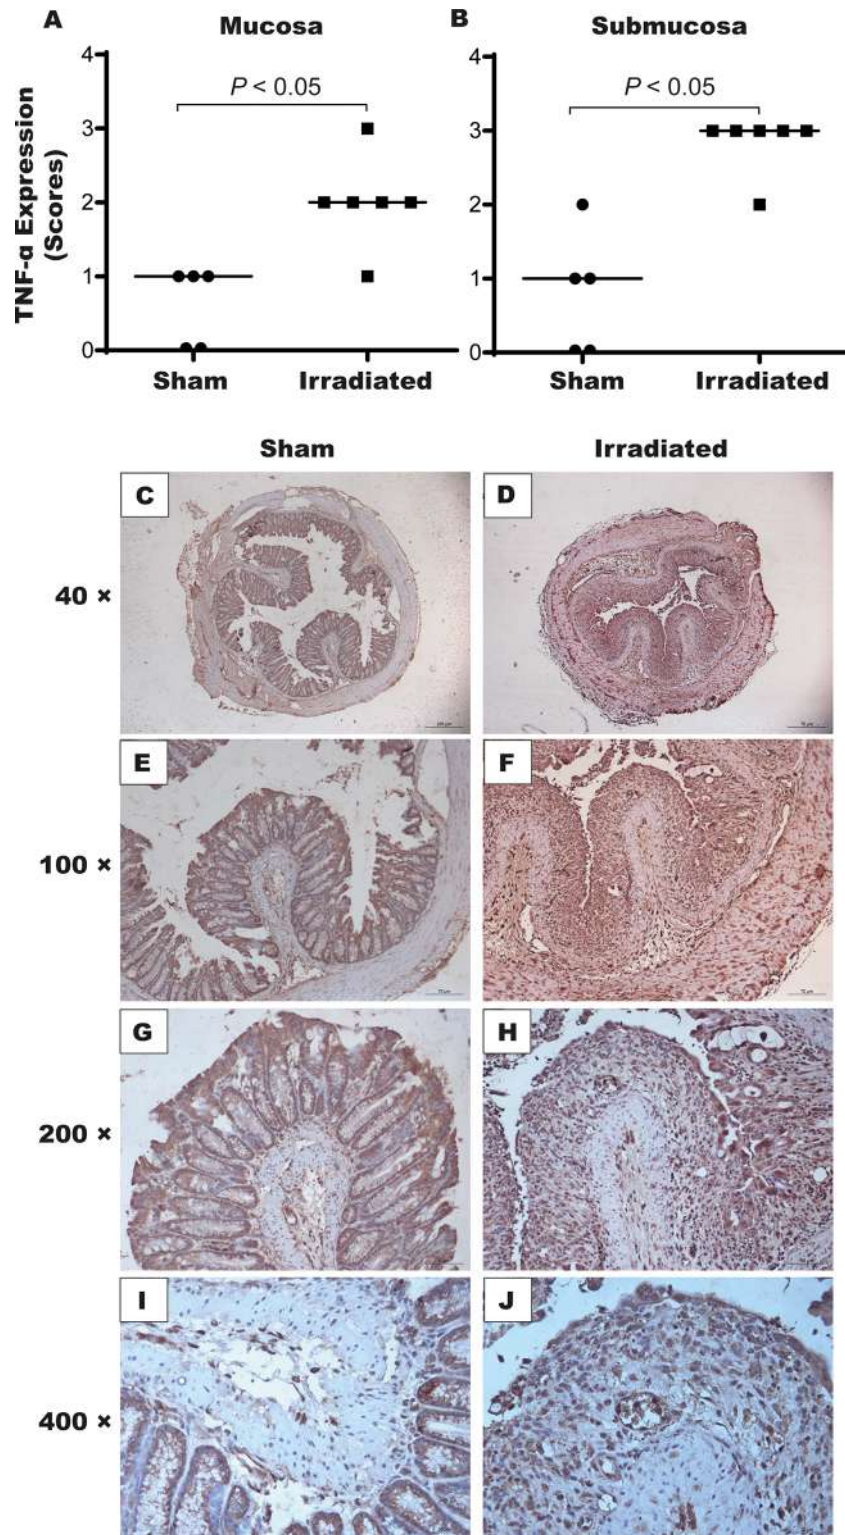 A
Mucosa
B
Submucosa
TNF-α Expression
(Scores)
4
3
2
1
0
P < 0.05
Sham
Irradiated
4
3
2
1
0
P < 0.05
Sham
Irradiated
Sham
Irradiated
C
D
40 ×
E
F
100 ×
G
H
200 ×
I
J
400 ×